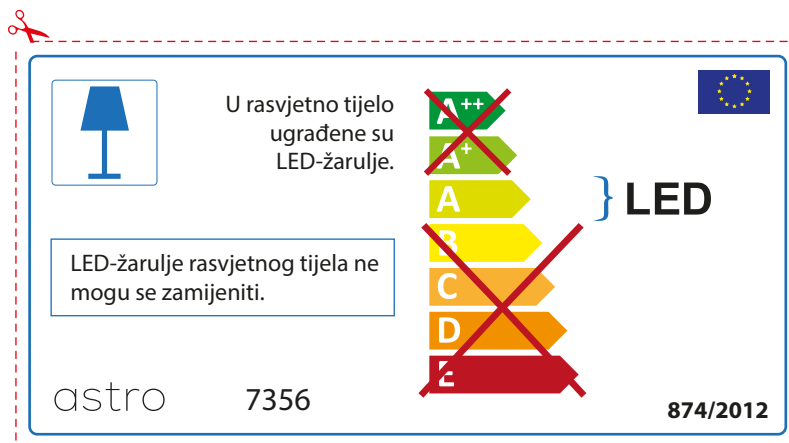 U rasvjetno tijelo
ugrađene su
LED-žarulje.
A++
A+
A
B
C
D
E
LED
LED-žarulje rasvjetnog tijela ne
mogu se zamijeniti.
astro
7356
874/2012